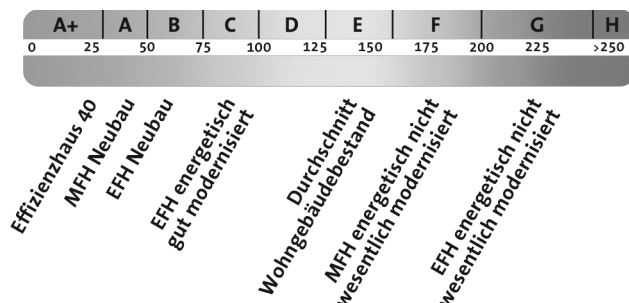 A+ A B C D E F G H
0 25 50 75 100 125 150 175 200 225 >250
Effizienzhaus 40
MFH Neubau
EFH Neubau
EFH energetisch
gut modernisiert
Durchschnitt
Wohngebäudebestand
MFH energetisch nicht
wesentlich modernisiert
EFH energetisch nicht
wesentlich modernisiert